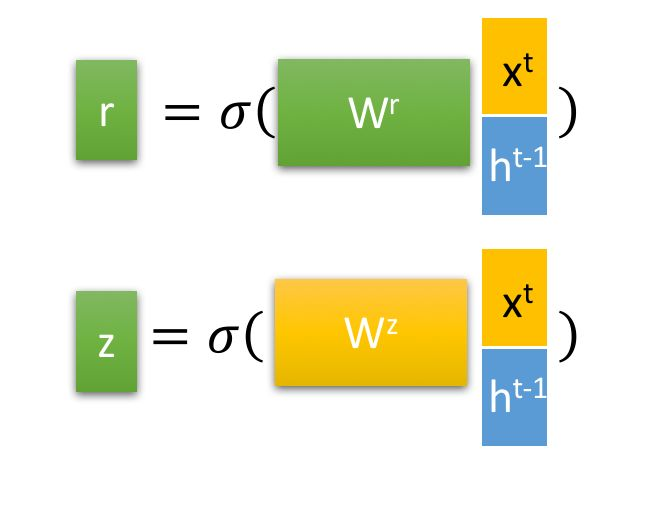 r = σ( Wʳ xᵗ hᵗ⁻¹ )
z = σ( Wᶻ xᵗ hᵗ⁻¹ )